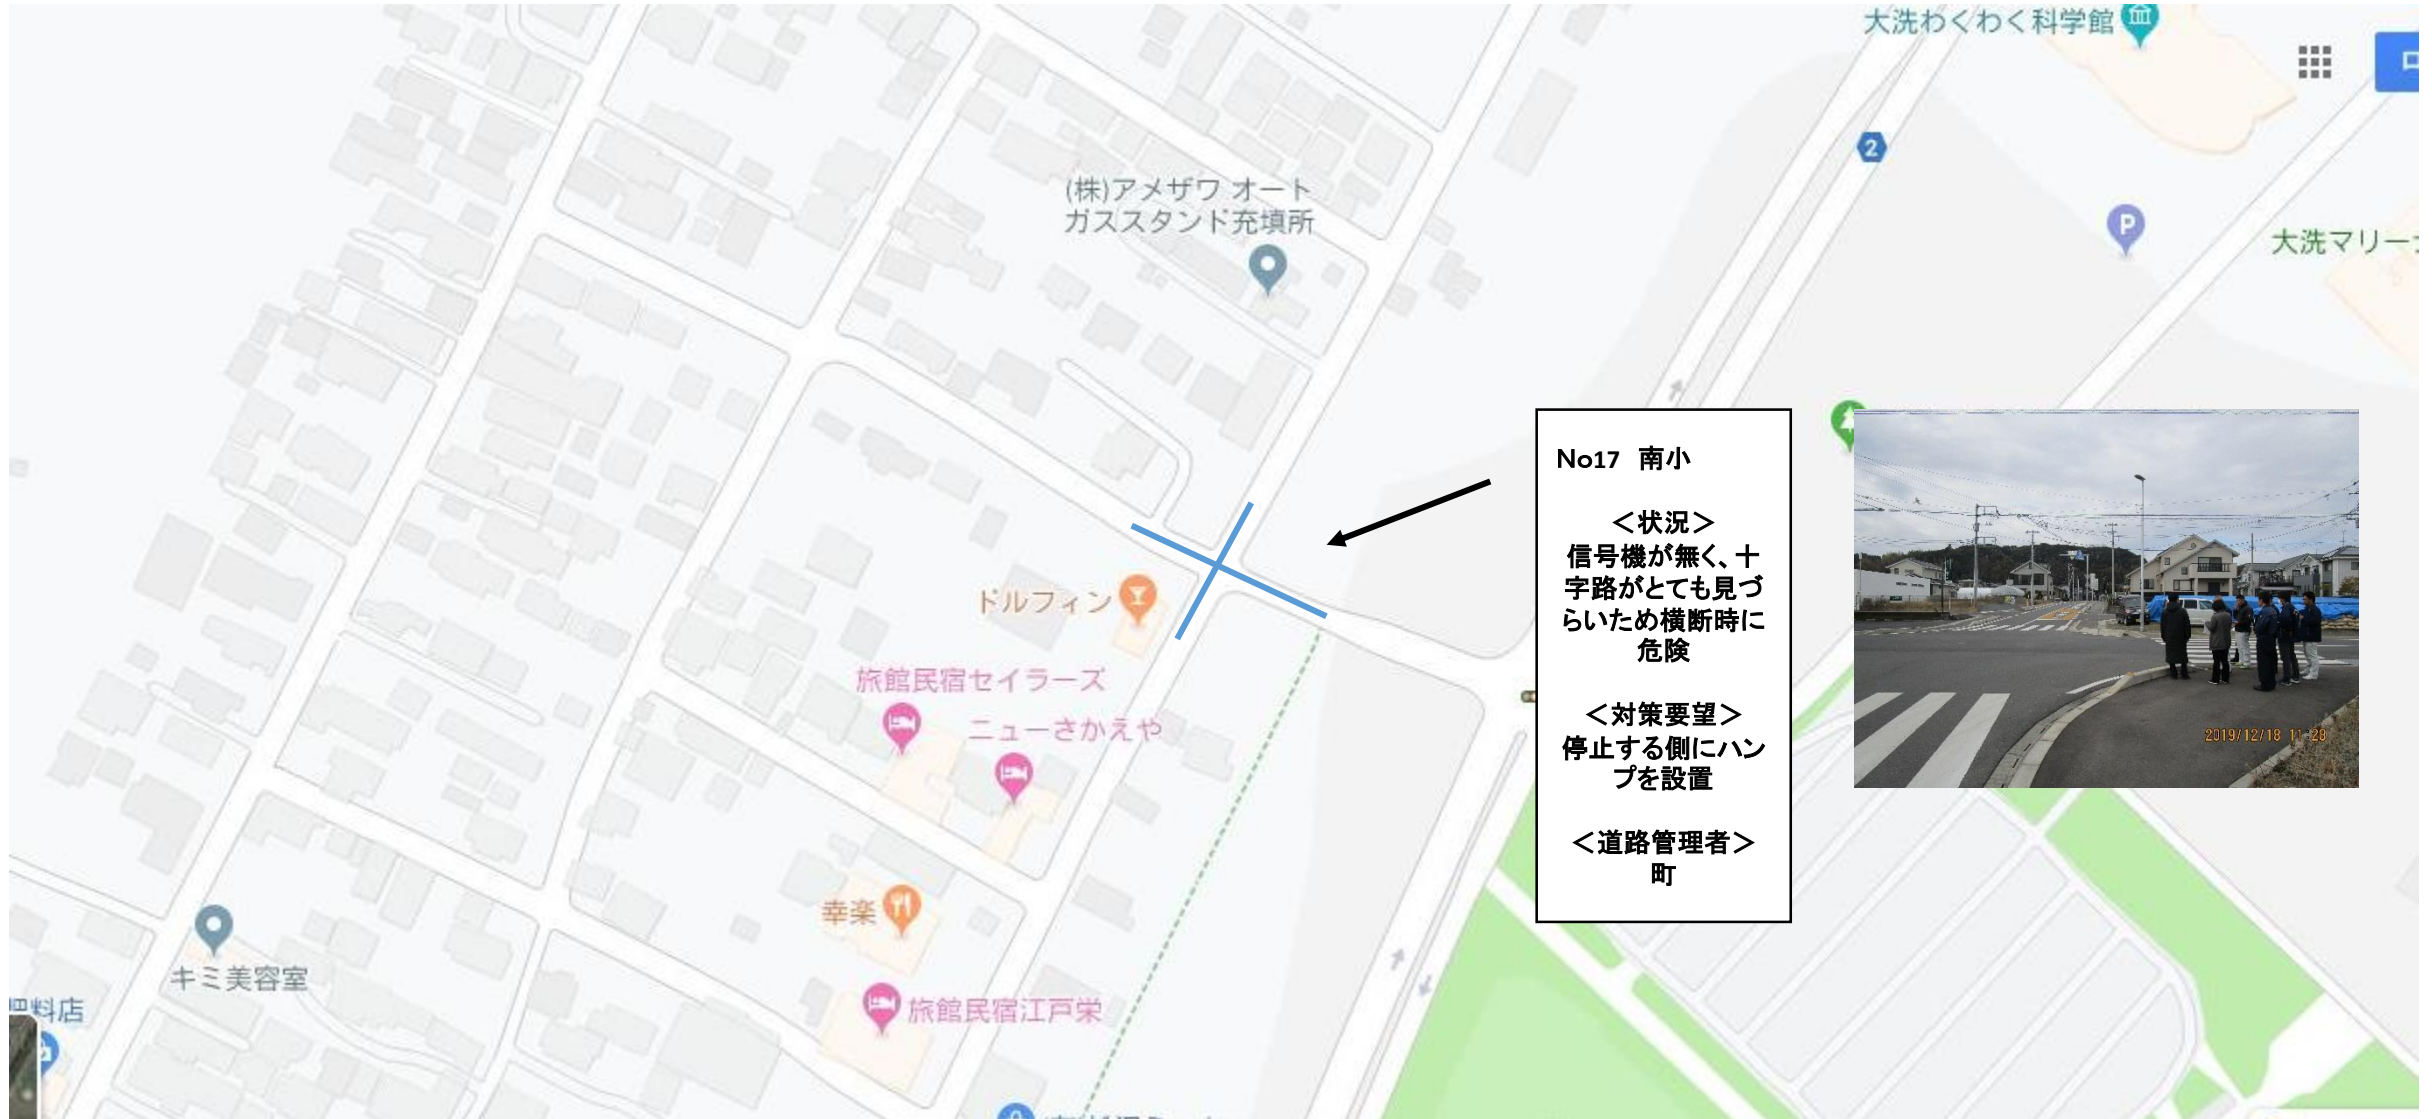 大洗わくわく科学館
2
(株)アメザワ オート
ガススタンド充填所
P
大洗マリー
No17 南小
＜状況＞
信号機が無く、十
字路がとても見づ
らいため横断時に
危険
＜対策要望＞
停止する側にハン
プを設置
＜道路管理者＞
町
2019/12/18 11:28
ドルフィン
旅館民宿セイラーズ
ニューさかえや
幸楽
キミ美容室
旅館民宿江戸栄
料店